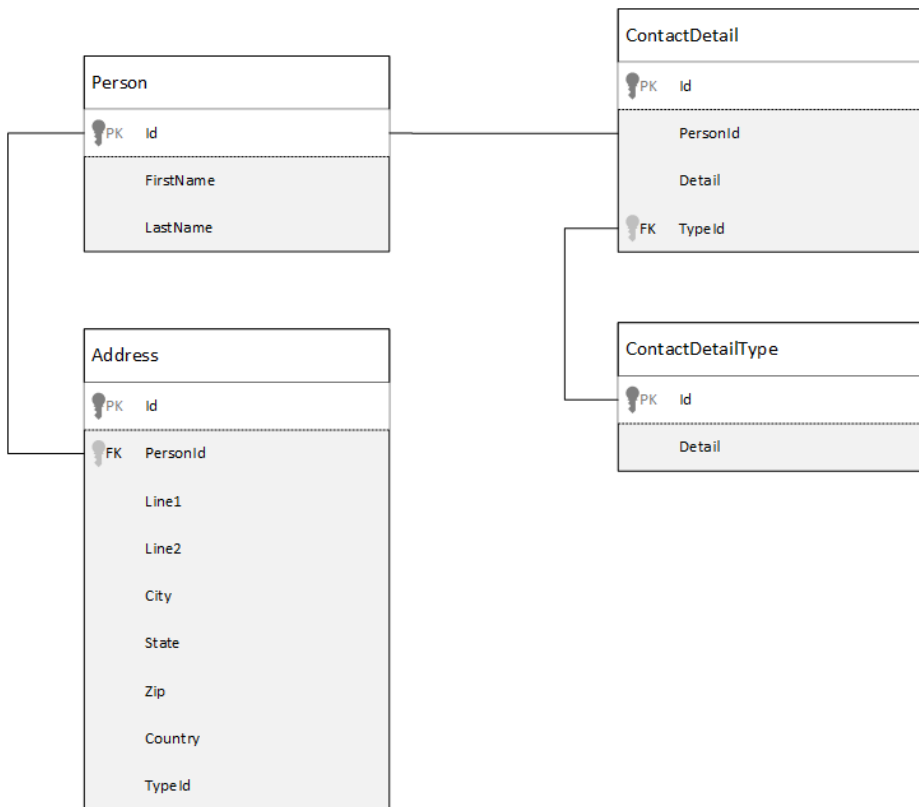 Person
PK Id
FirstName
LastName
Address
PK Id
FK PersonId
Line1
Line2
City
State
Zip
Country
TypeId
ContactDetail
PK Id
PersonId
Detail
FK TypeId
ContactDetailType
PK Id
Detail